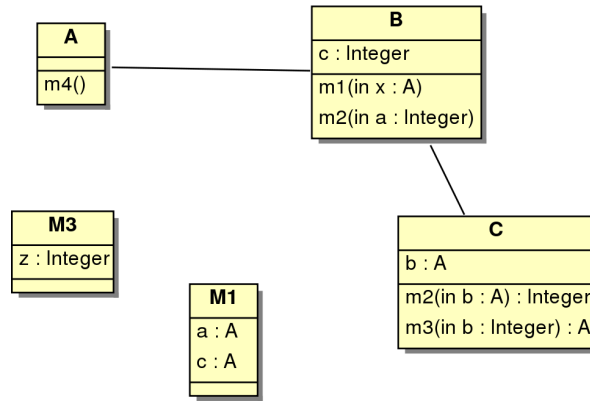 A
m4()
B
c : Integer
m1(in x : A)
m2(in a : Integer)
M3
z : Integer
C
b : A
m2(in b : A) : Integer
m3(in b : Integer) : A
M1
a : A
c : A